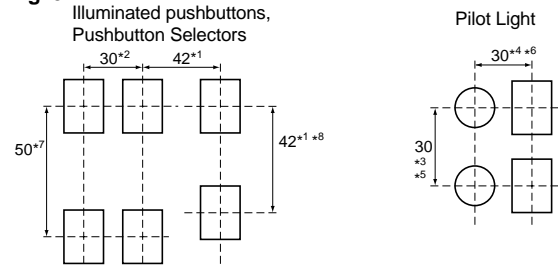 Illuminated pushbuttons,
Pushbutton Selectors
30*2
42*1
50*7
42*1 *8
Pilot Light
30*4 *6
30
*3
*5